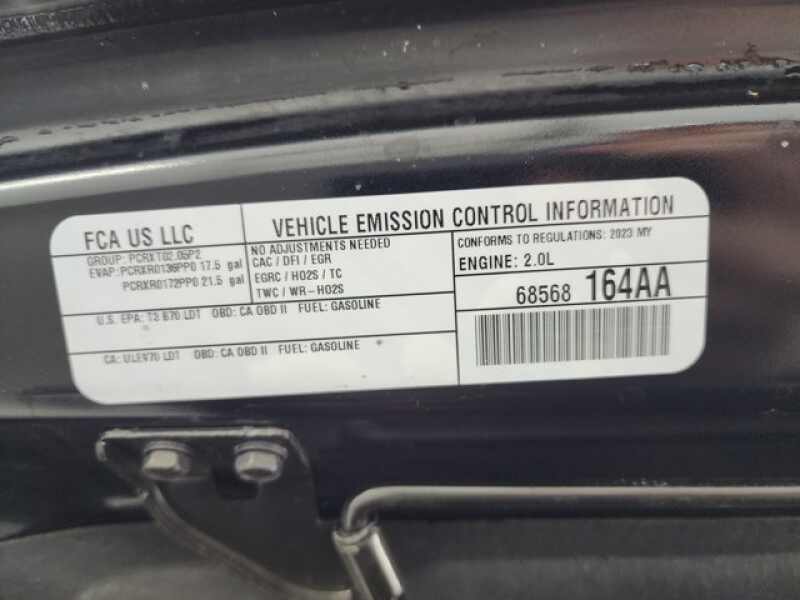 FCA US LLC
GROUP: PCRXT02.05P2
EVAP: PCRXR0136PP0 17.5 gal
PCRXR0172PP0 21.5 gal
VEHICLE EMISSION CONTROL INFORMATION
NO ADJUSTMENTS NEEDED
CAC / DFI / EGR
EGRC / HO2S / TC
TWC / WR-HO2S
CONFORMS TO REGULATIONS: 2023 MY
ENGINE: 2.0L
68568 164AA
U.S. EPA: T3 B70 LDT OBD: CA OBD II FUEL: GASOLINE
CA: ULEV70 LDT OBD: CA OBD II FUEL: GASOLINE